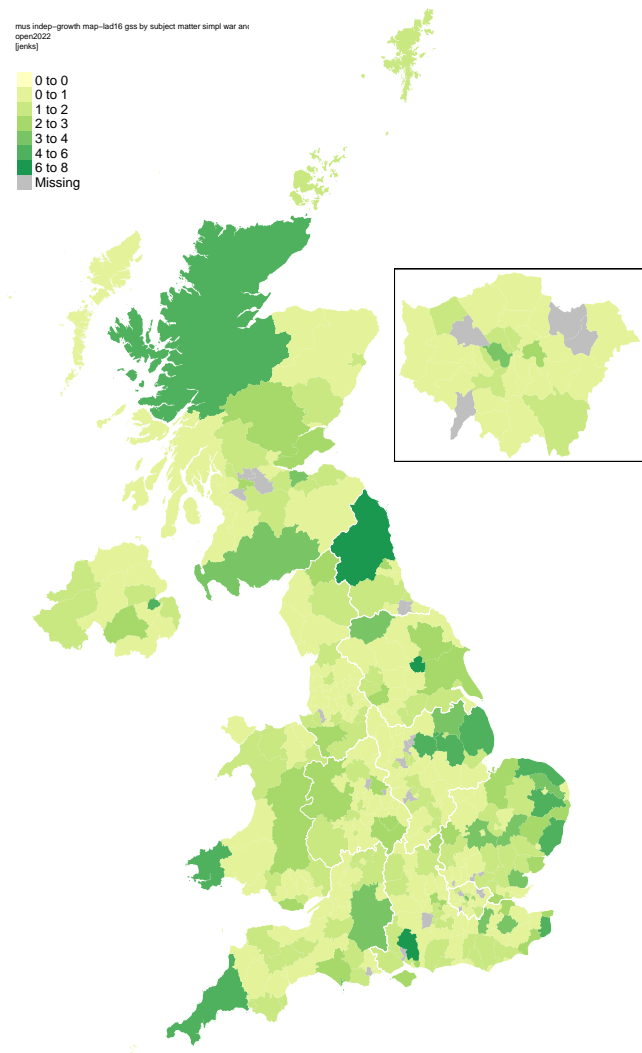 mus indep-growth map-lad16 gss by subject matter simpl war and
open2022
[jenks]
0 to 0
0 to 1
1 to 2
2 to 3
3 to 4
4 to 6
6 to 8
Missing